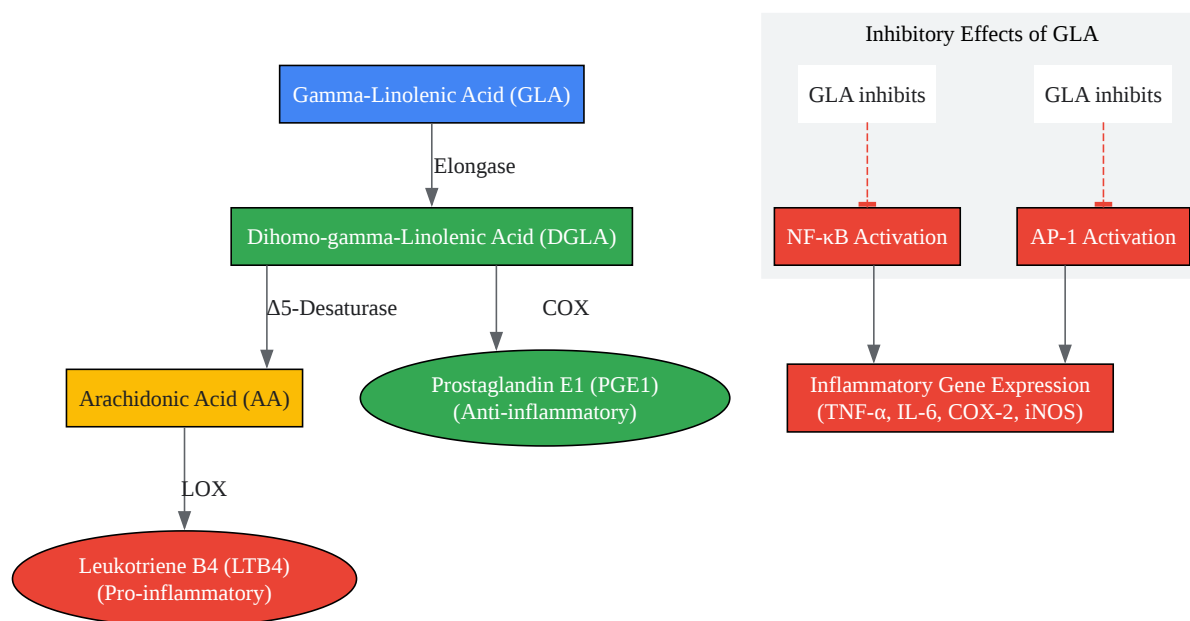 Inhibitory Effects of GLA
Gamma-Linolenic Acid (GLA)
GLA inhibits
GLA inhibits
Elongase
Dihomo-gamma-Linolenic Acid (DGLA)
NF-κB Activation
AP-1 Activation
Δ5-Desaturase
COX
Arachidonic Acid (AA)
Prostaglandin E1 (PGE1)
(Anti-inflammatory)
Inflammatory Gene Expression
(TNF-α, IL-6, COX-2, iNOS)
LOX
Leukotriene B4 (LTB4)
(Pro-inflammatory)